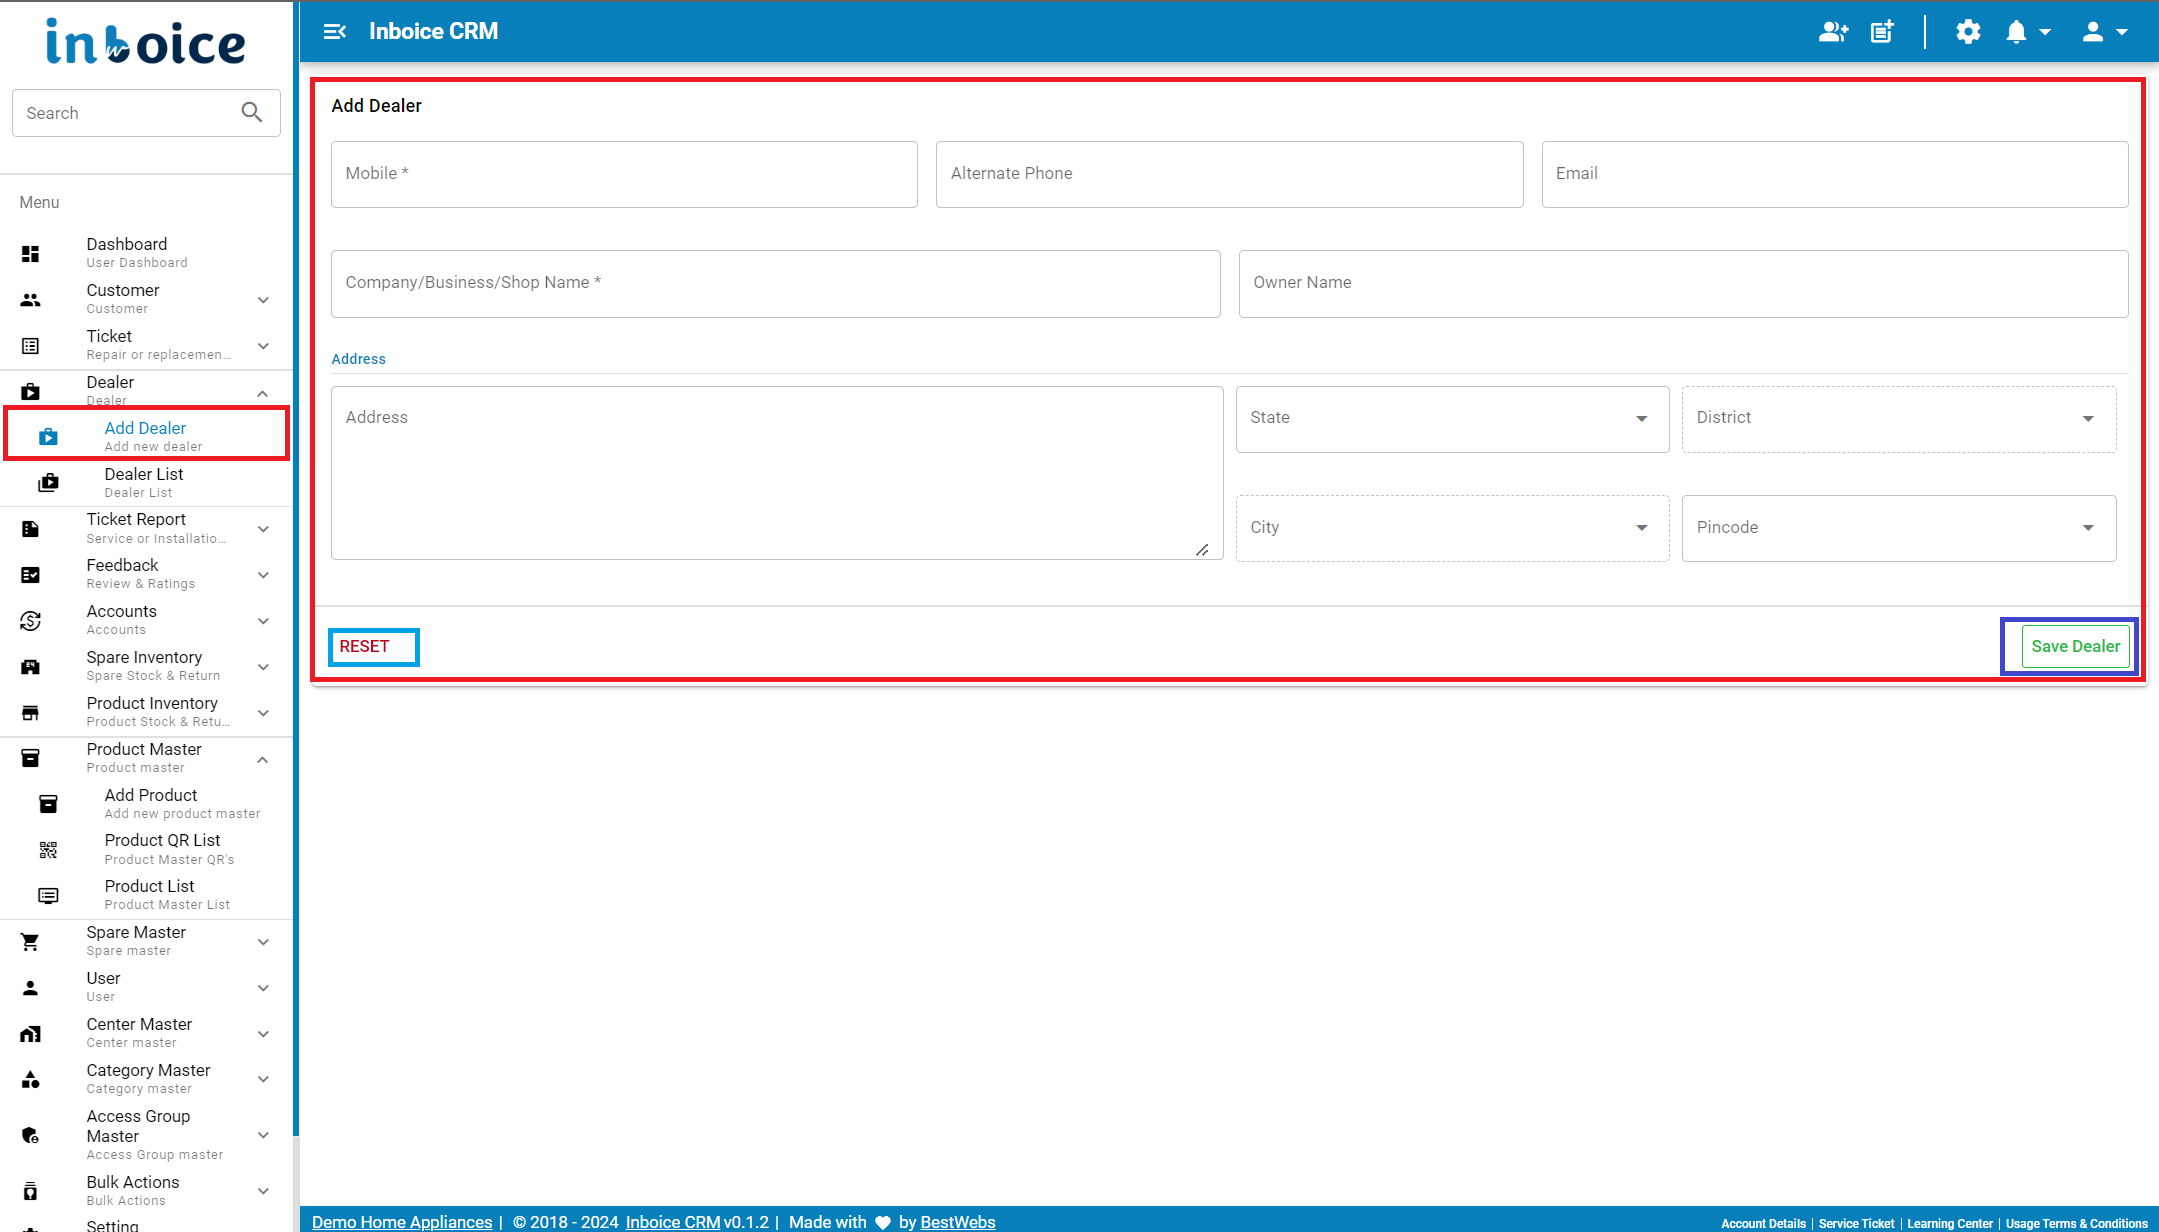 inboice
Inboice CRM
Search
Menu
Dashboard
User Dashboard
Customer
Customer
Ticket
Repair or replacemen...
Dealer
Dealer
Add Dealer
Add new dealer
Dealer List
Dealer List
Ticket Report
Service or Installatio...
Feedback
Review & Ratings
Accounts
Accounts
Spare Inventory
Spare Stock & Return
Product Inventory
Product Stock & Retu...
Product Master
Product master
Add Product
Add new product master
Product QR List
Product Master QR's
Product List
Product Master List
Spare Master
Spare master
User
User
Center Master
Center master
Category Master
Category master
Access Group
Master
Access Group master
Bulk Actions
Bulk Actions
Setting
Add Dealer
Mobile *
Alternate Phone
Email
Company/Business/Shop Name *
Owner Name
Address
Address
State
District
City
Pincode
RESET
Save Dealer
Demo Home Appliances | © 2018 - 2024 Inboice CRM v0.1.2 | Made with ♥ by BestWebs
Account Details | Service Ticket | Learning Center | Usage Terms & Conditions